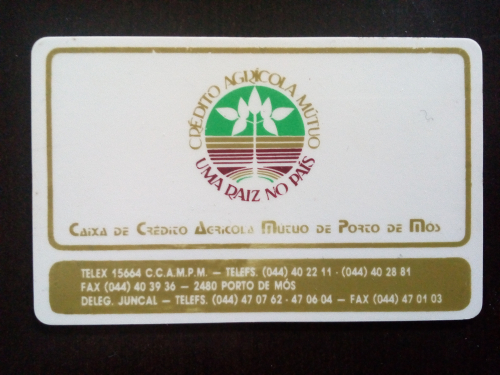 CRÉDITO AGRÍCOLA MÚTUO
UMA RAIZ NO PAÍS
CAIXA DE CRÉDITO AGRICOLA MÚTUO DE PORTO DE MÓS
TELEX 15664 C.C.A.M.P.M. — TELEFS. (044) 40 22 11 - (044) 40 28 81
FAX (044) 40 39 36 — 2480 PORTO DE MÓS
DELEG. JUNCAL — TELEFS. (044) 47 07 62 - 47 06 04 — FAX (044) 47 01 03